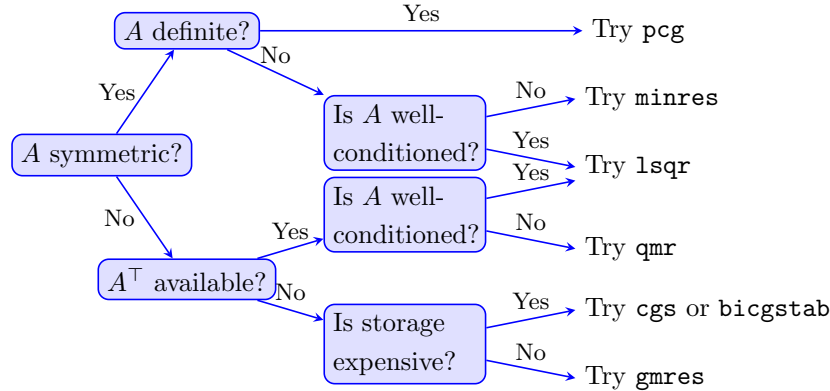 A definite?
Yes
Try pcg
No
Yes
Is A well-
conditioned?
No
Try minres
A symmetric?
Yes
Try lsqr
Yes
Is A well-
conditioned?
No
Yes
No
Try qmr
A⊤ available?
No
Is storage
expensive?
Yes
Try cgs or bicgstab
No
Try gmres